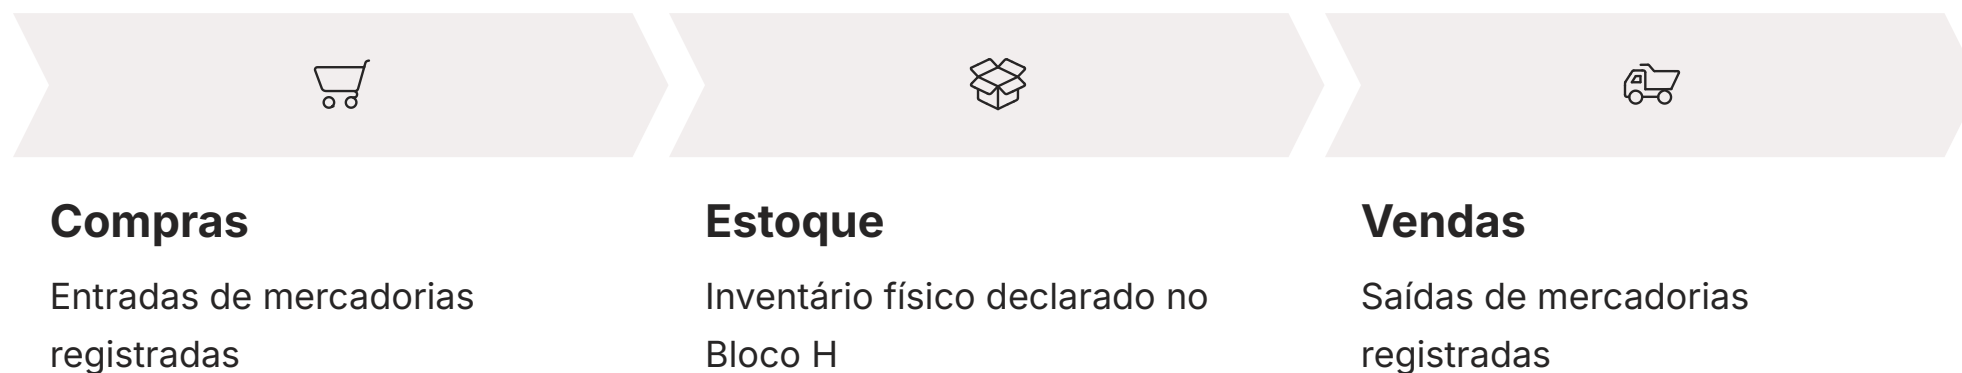 Compras
Entradas de mercadorias
registradas
Estoque
Inventário físico declarado no
Bloco H
Vendas
Saídas de mercadorias
registradas